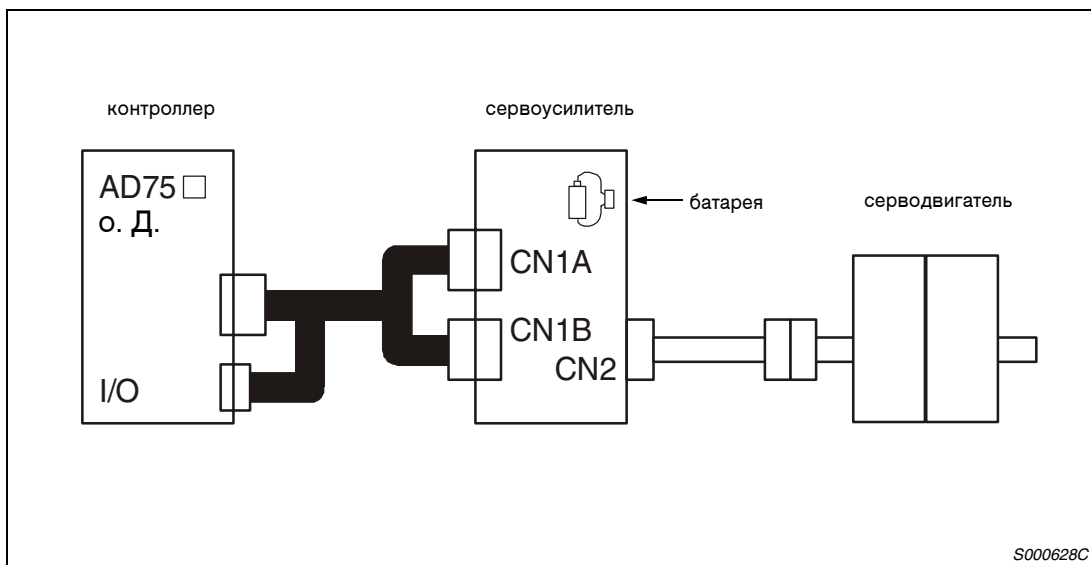 контроллер
сервоусилитель
AD75 □
о. Д.
батарея
серводвигатель
CN1A
CN1B
CN2
I/O
S000628C